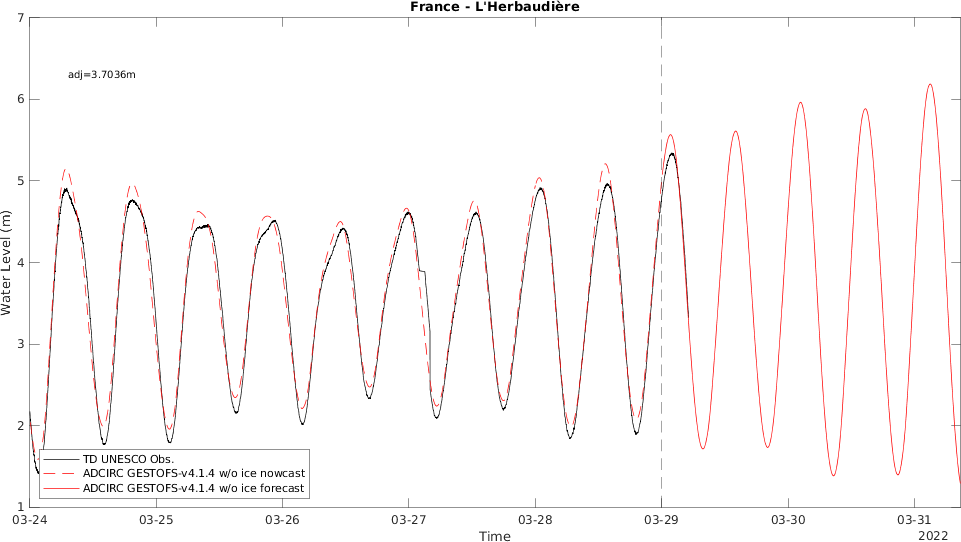 France - L'Herbaudière
adj=3.7036m
Water Level (m)
7
6
5
4
3
2
1
TD UNESCO Obs.
ADCIRC GESTOFS-v4.1.4 w/o ice nowcast
ADCIRC GESTOFS-v4.1.4 w/o ice forecast
03-24 03-25 03-26 03-27 03-28 03-29 03-30 03-31
Time
2022